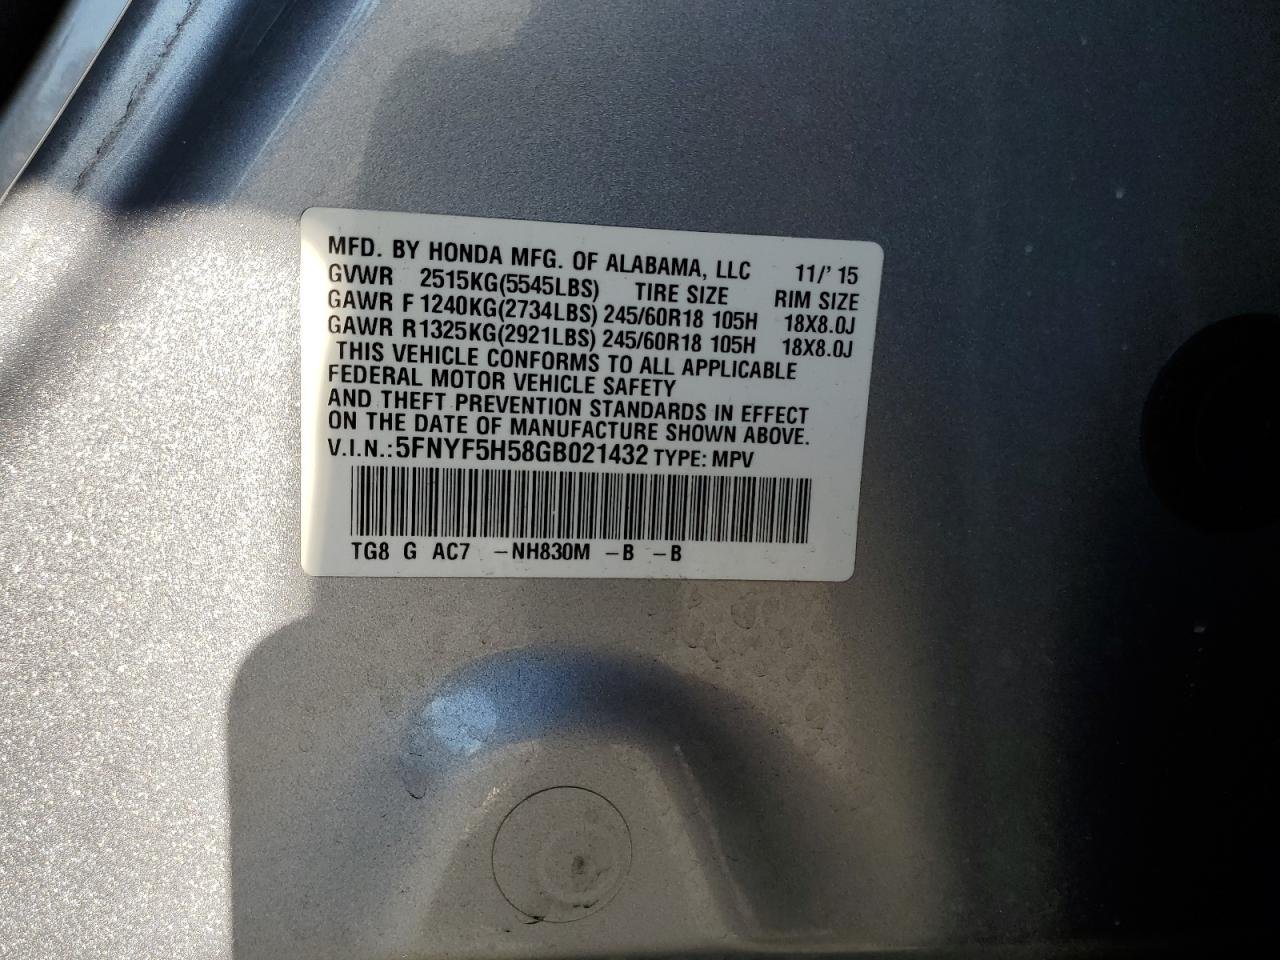 MFD. BY HONDA MFG. OF ALABAMA, LLC 11/' 15
GVWR 2515KG(5545LBS) TIRE SIZE RIM SIZE
GAWR F 1240KG(2734LBS) 245/60R18 105H 18X8.0J
GAWR R1325KG(2921LBS) 245/60R18 105H 18X8.0J
THIS VEHICLE CONFORMS TO ALL APPLICABLE
FEDERAL MOTOR VEHICLE SAFETY
AND THEFT PREVENTION STANDARDS IN EFFECT
ON THE DATE OF MANUFACTURE SHOWN ABOVE.
V.I.N.:5FNYF5H58GB021432 TYPE: MPV
TG8 G AC7 -NH830M -B -B